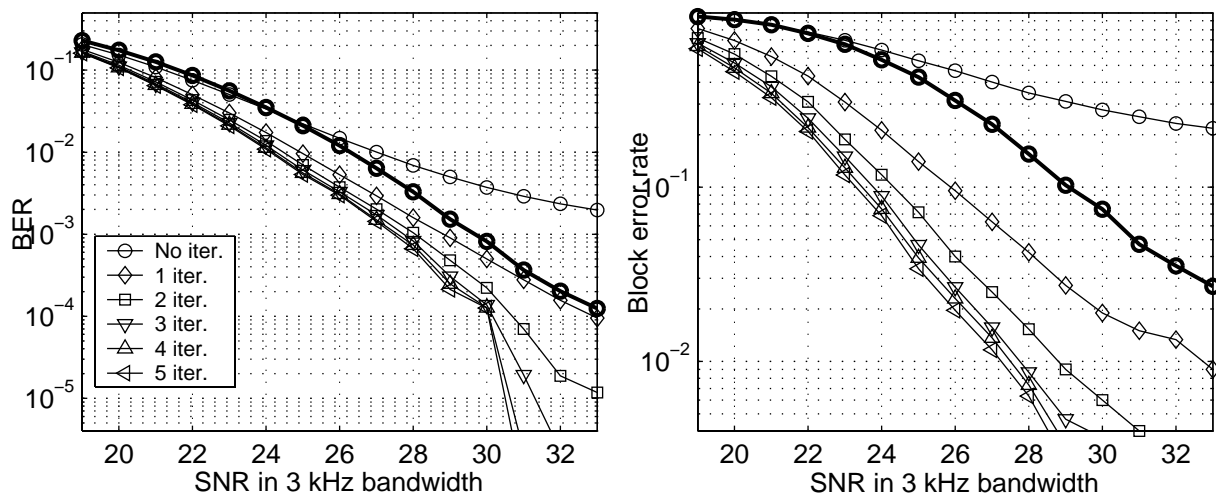 10⁻¹
10⁻²
10⁻³
10⁻⁴
10⁻⁵
BER
No iter.
1 iter.
2 iter.
3 iter.
4 iter.
5 iter.
20 22 24 26 28 30 32
SNR in 3 kHz bandwidth
10⁻¹
10⁻²
Block error rate
20 22 24 26 28 30 32
SNR in 3 kHz bandwidth